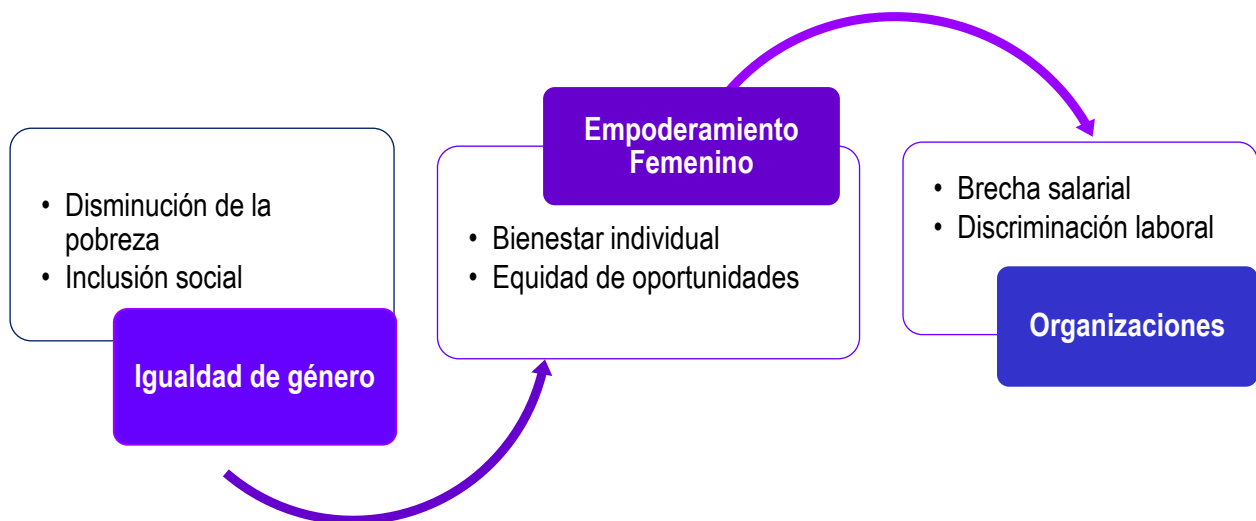 • Disminución de la
pobreza
• Inclusión social
Igualdad de género
Empoderamiento
Femenino
• Bienestar individual
• Equidad de oportunidades
• Brecha salarial
• Discriminación laboral
Organizaciones